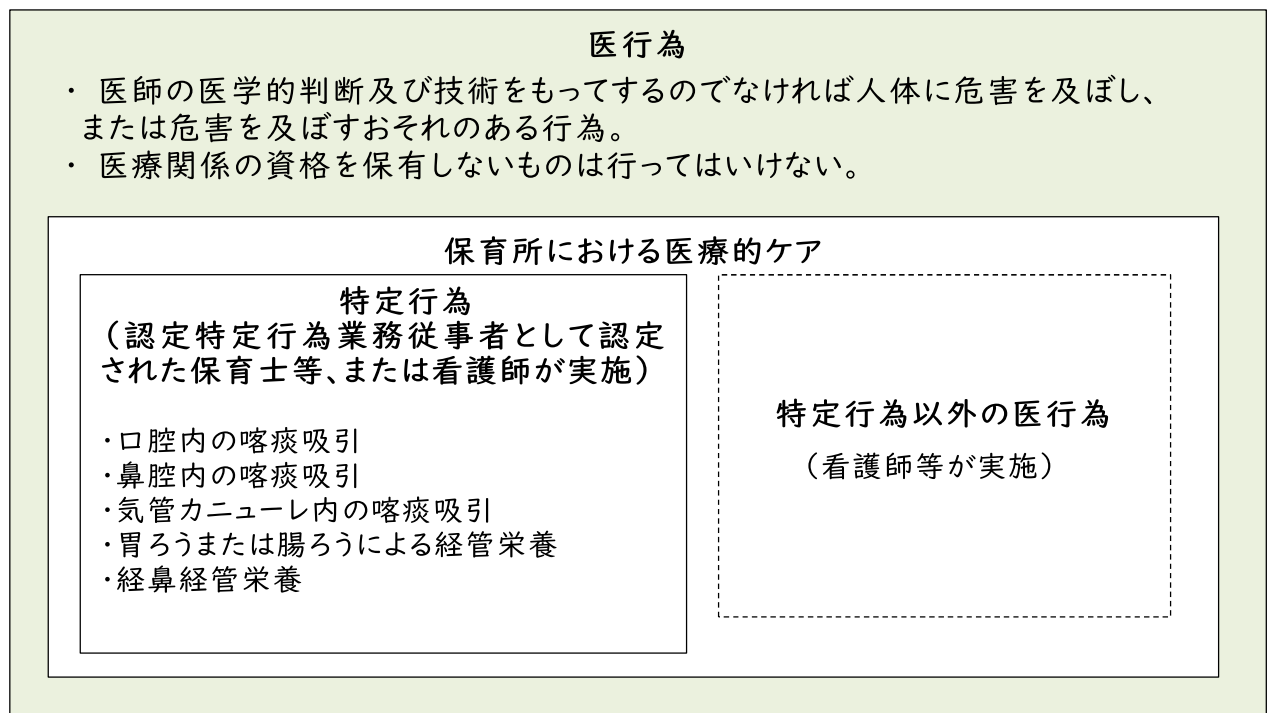 医行為
・ 医師の医学的判断及び技術をもってするのでなければ人体に危害を及ぼし、
または危害を及ぼすおそれのある行為。
・ 医療関係の資格を保有しないものは行ってはいけない。
保育所における医療的ケア
特定行為
（認定特定行為業務従事者として認定
された保育士等、または看護師が実施）
・口腔内の喀痰吸引
・鼻腔内の喀痰吸引
・気管カニューレ内の喀痰吸引
・胃ろうまたは腸ろうによる経管栄養
・経鼻経管栄養
特定行為以外の医行為
（看護師等が実施）